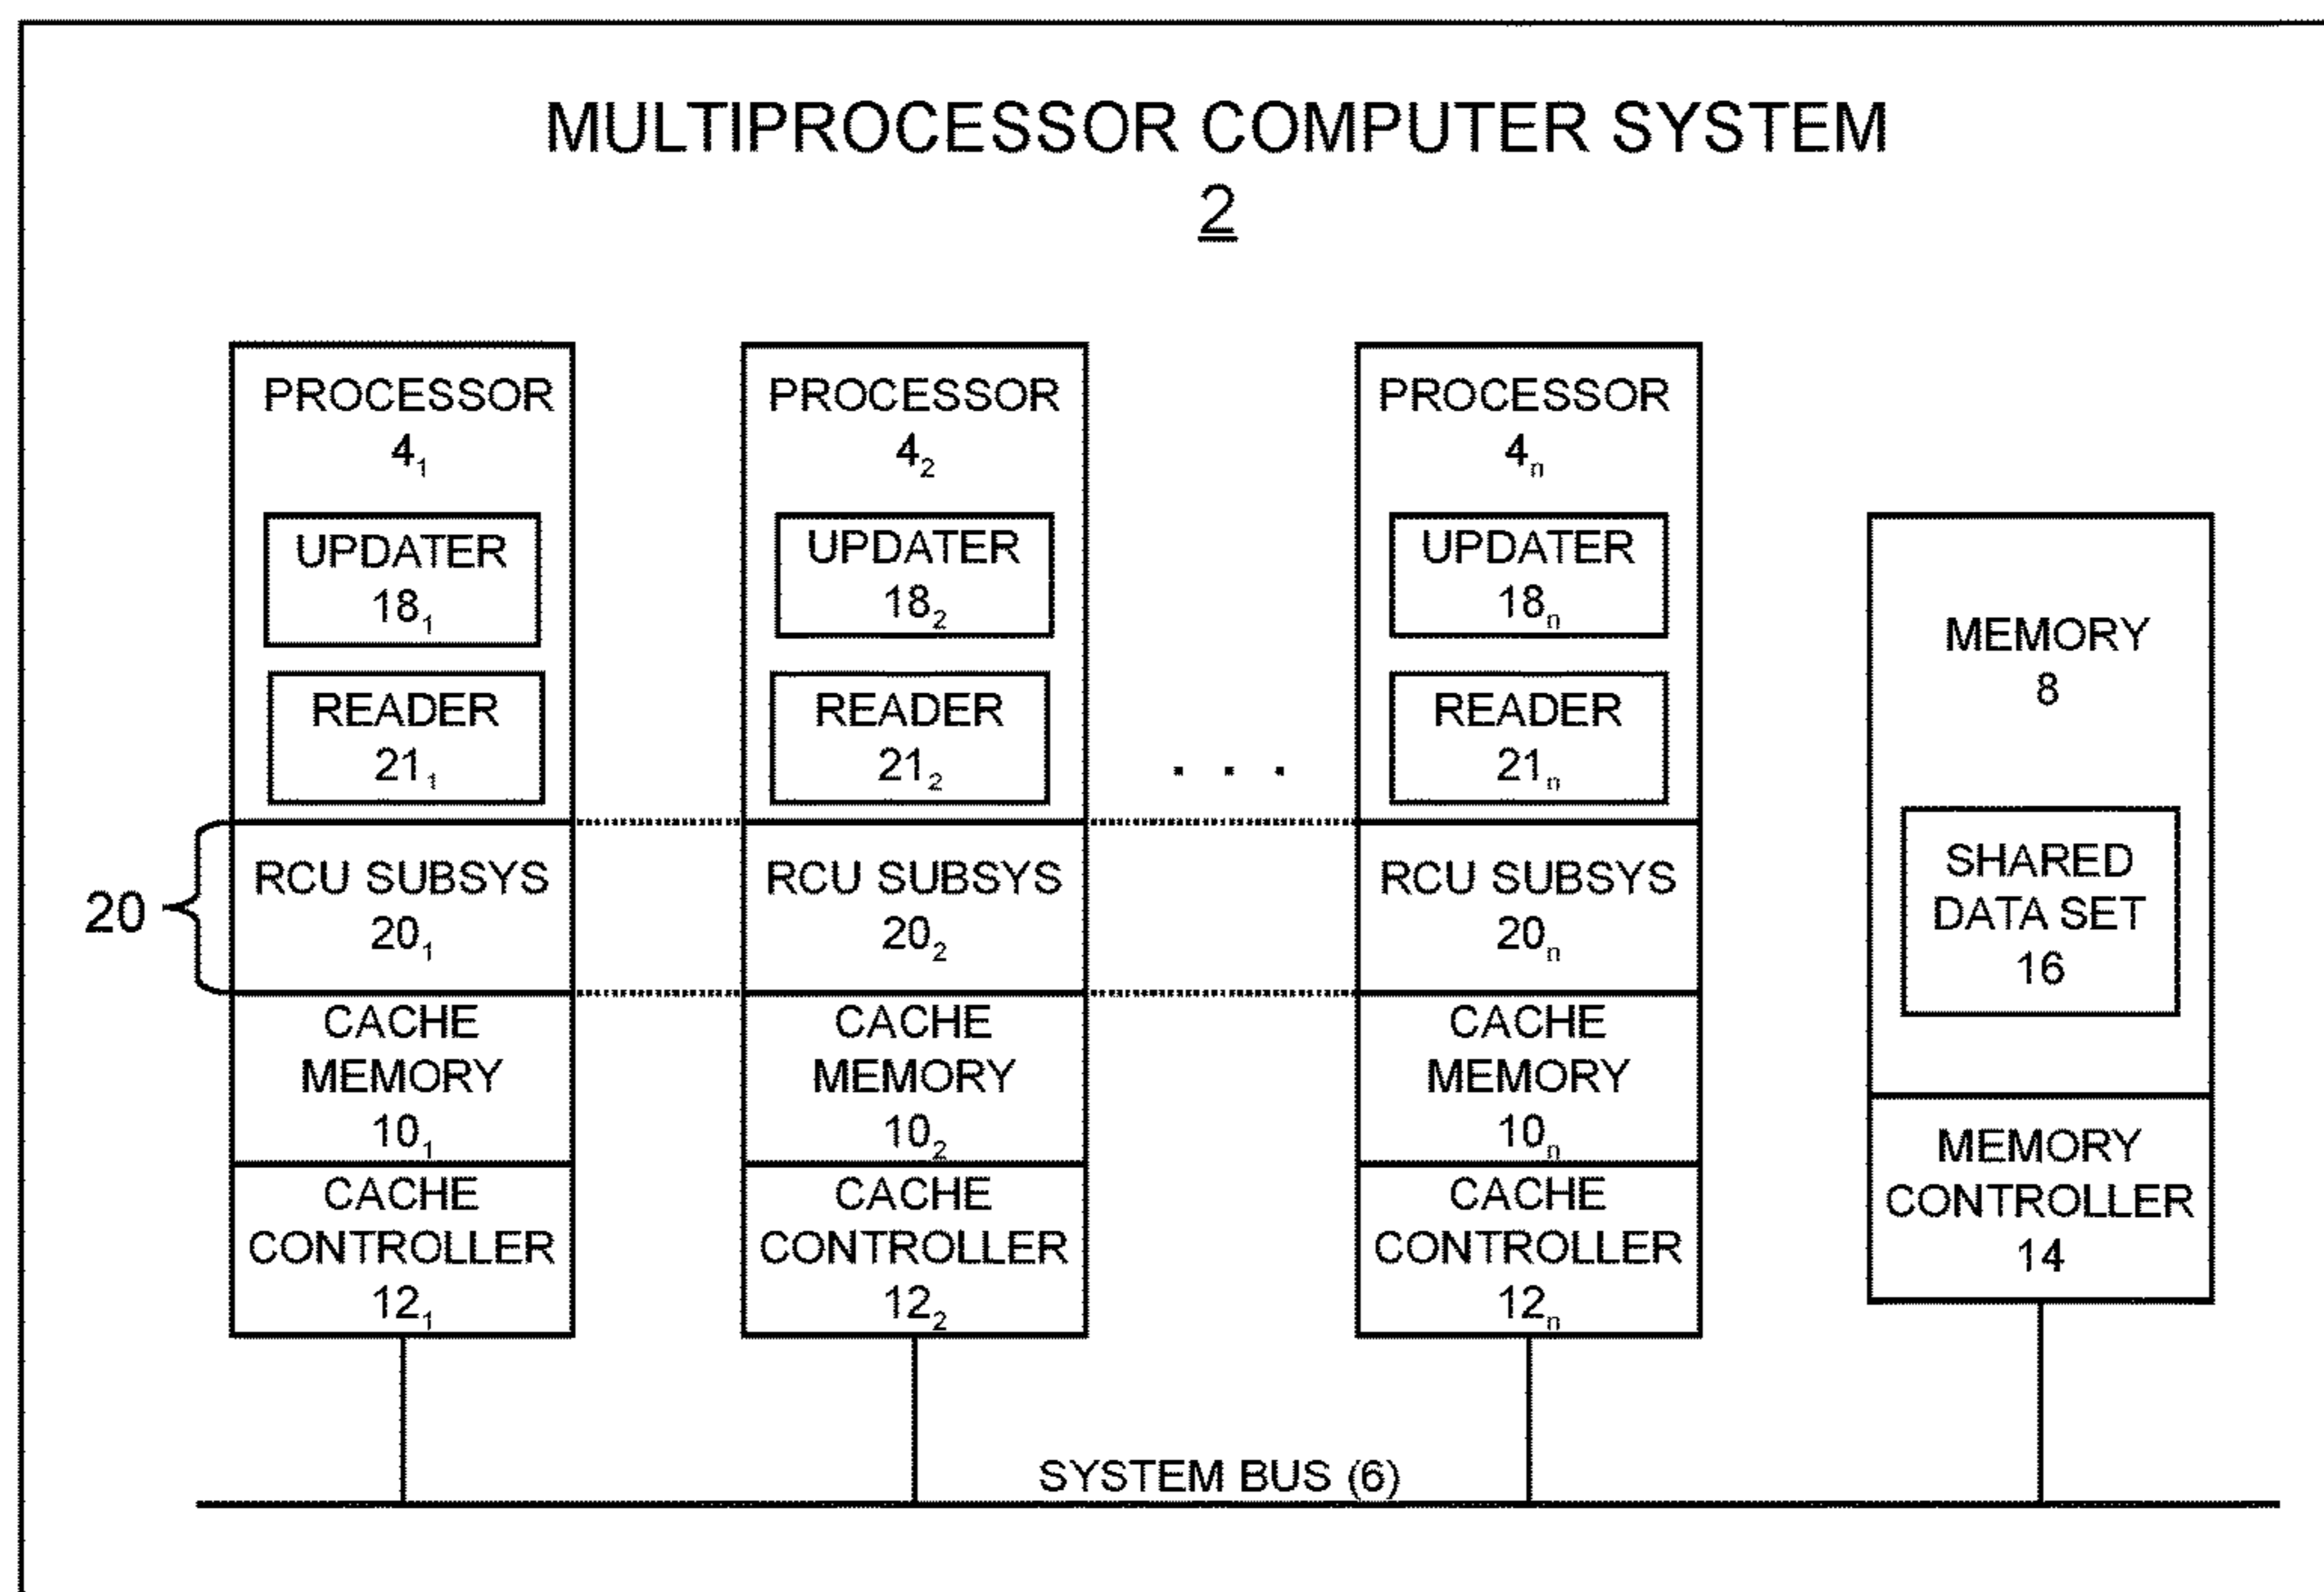 MULTIPROCESSOR COMPUTER SYSTEM
2
PROCESSOR
4₁
UPDATER
18₁
READER
21₁
RCU SUBSYS
20₁
CACHE
MEMORY
10₁
CACHE
CONTROLLER
12₁
20
PROCESSOR
4₂
UPDATER
18₂
READER
21₂
RCU SUBSYS
20₂
CACHE
MEMORY
10₂
CACHE
CONTROLLER
12₂
. . .
PROCESSOR
4ₙ
UPDATER
18ₙ
READER
21ₙ
RCU SUBSYS
20ₙ
CACHE
MEMORY
10ₙ
CACHE
CONTROLLER
12ₙ
MEMORY
8
SHARED
DATA SET
16
MEMORY
CONTROLLER
14
SYSTEM BUS (6)